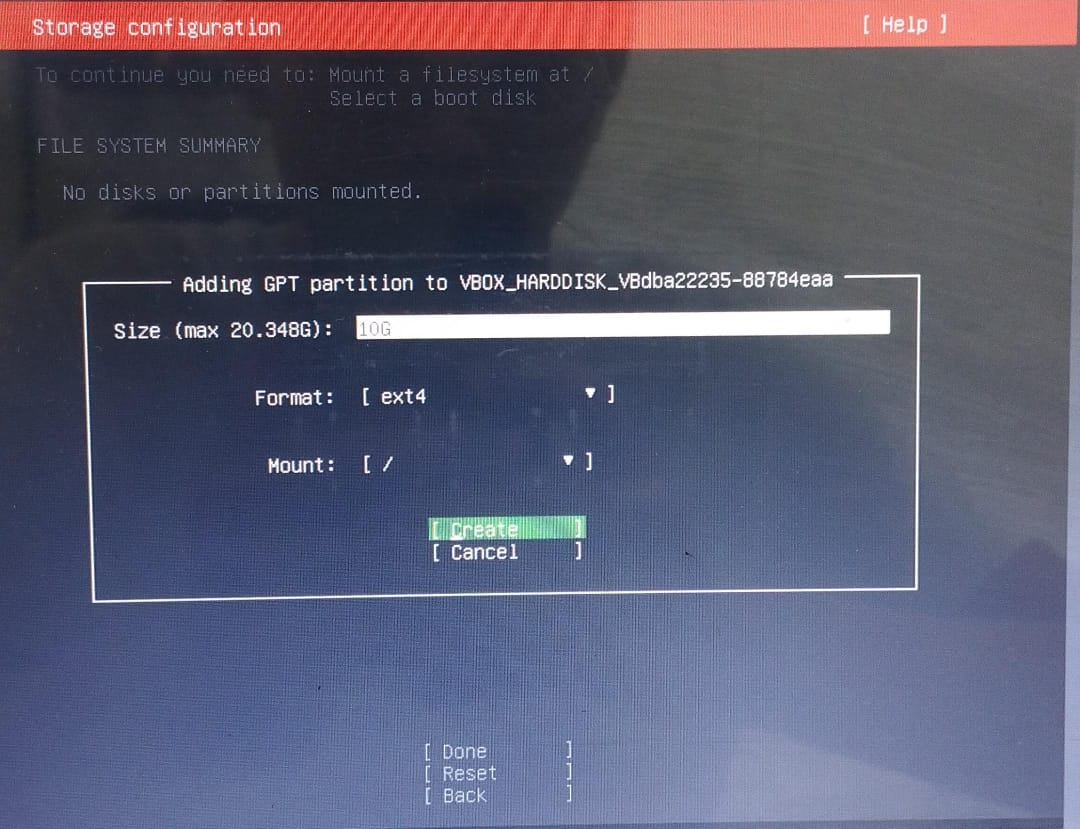 Storage configuration [ Help ]
To continue you need to: Mount a filesystem at /
Select a boot disk
FILE SYSTEM SUMMARY
No disks or partitions mounted.
Adding GPT partition to VBOX_HARDDISK_VBdba22235-88784eaa
Size (max 20.348G): 10G
Format: [ ext4 ▾ ]
Mount: [ / ▾ ]
[ Create ]
[ Cancel ]
[ Done ]
[ Reset ]
[ Back ]